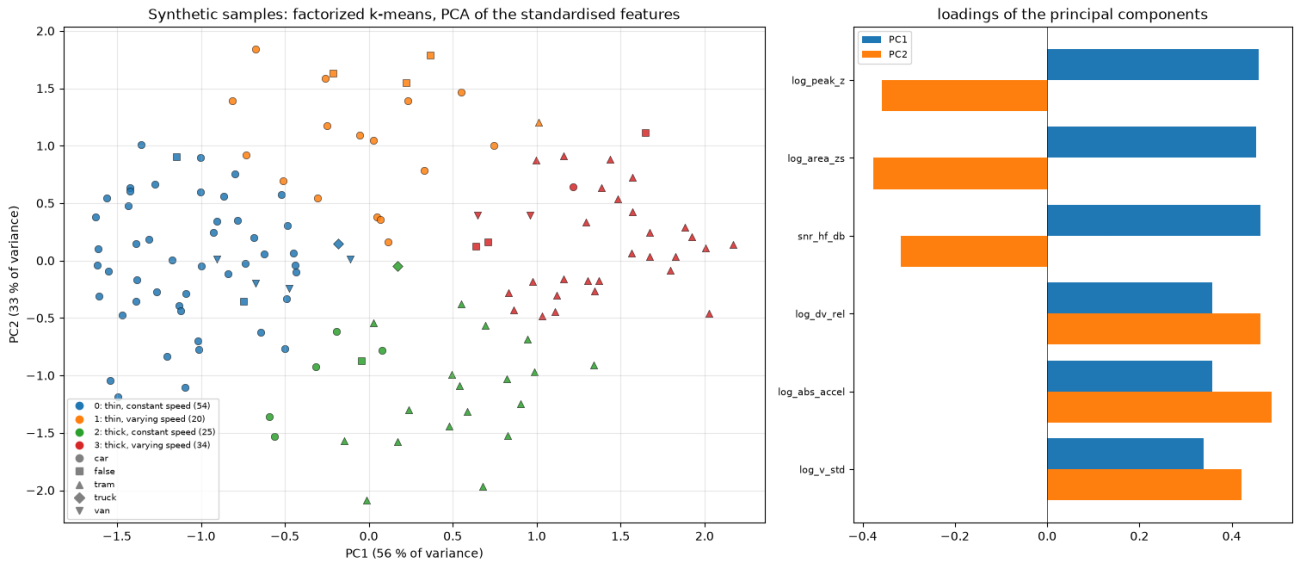 Synthetic samples: factorized k-means, PCA of the standardised features
2.0
1.5
1.0
0.5
0.0
−0.5
−1.0
−1.5
−2.0
PC2 (33 % of variance)
0: thin, constant speed (54)
1: thin, varying speed (20)
2: thick, constant speed (25)
3: thick, varying speed (34)
car
false
tram
truck
van
−1.5 −1.0 −0.5 0.0 0.5 1.0 1.5 2.0
PC1 (56 % of variance)
loadings of the principal components
PC1
PC2
log_peak_z
log_area_zs
snr_hf_db
log_dv_rel
log_abs_accel
log_v_std
−0.4 −0.2 0.0 0.2 0.4